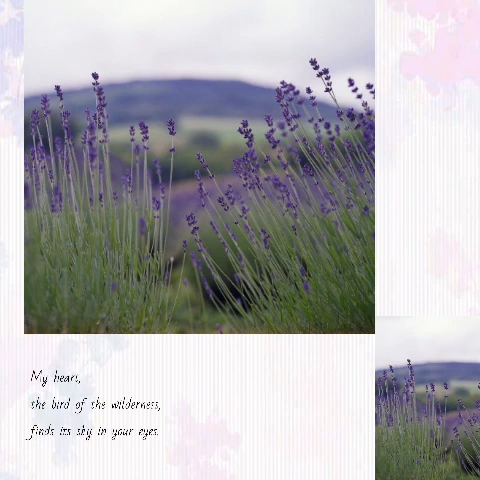 My heart,
the bird of the wilderness,
finds its sky in your eyes.